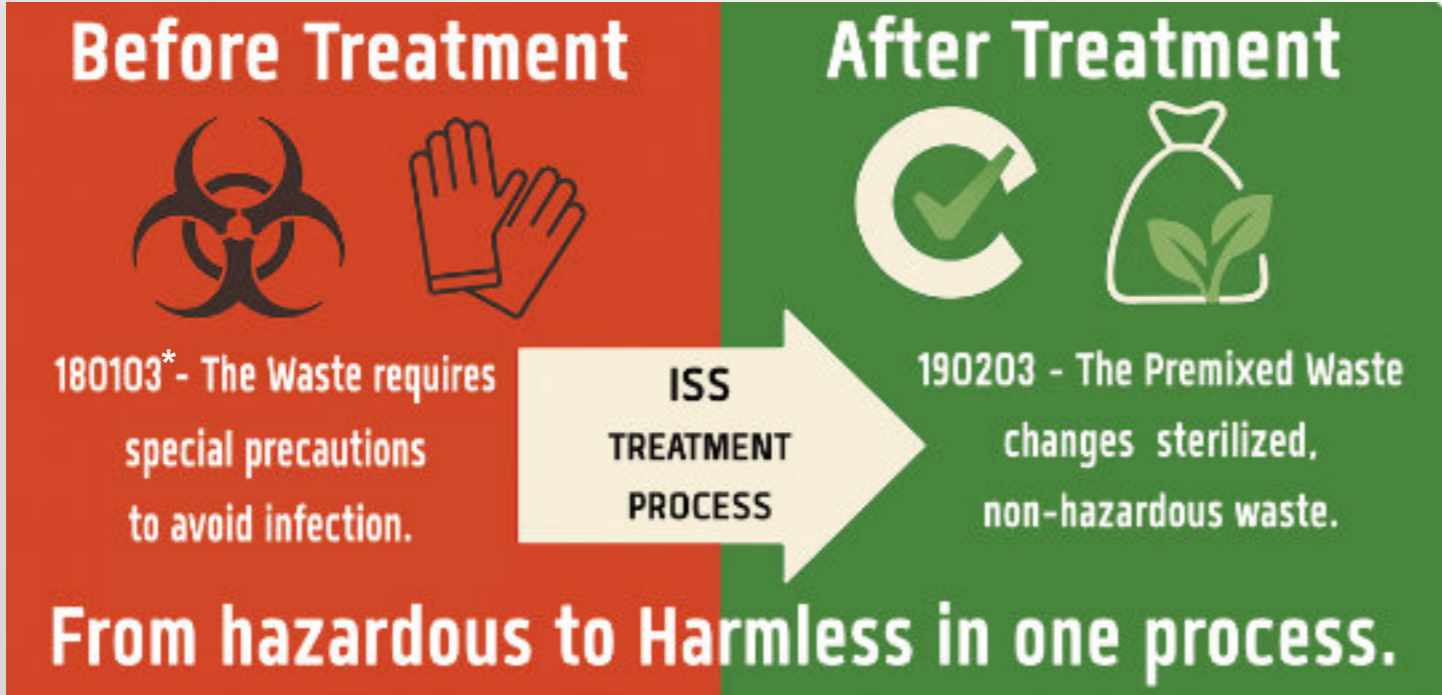 Before Treatment
After Treatment
180103*- The Waste requires
special precautions
to avoid infection.
ISS
TREATMENT
PROCESS
190203 - The Premixed Waste
changes sterilized,
non-hazardous waste.
From hazardous to Harmless in one process.